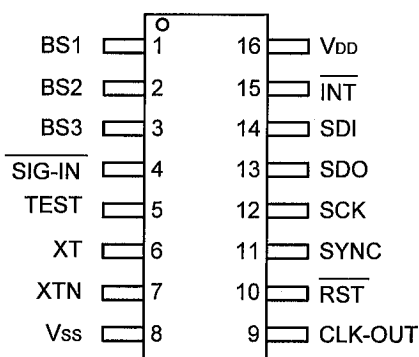 BS1 1 16 VDD
BS2 2 15 INT
BS3 3 14 SDI
SIG-IN 4 13 SDO
TEST 5 12 SCK
XT 6 11 SYNC
XTN 7 10 RST
Vss 8 9 CLK-OUT